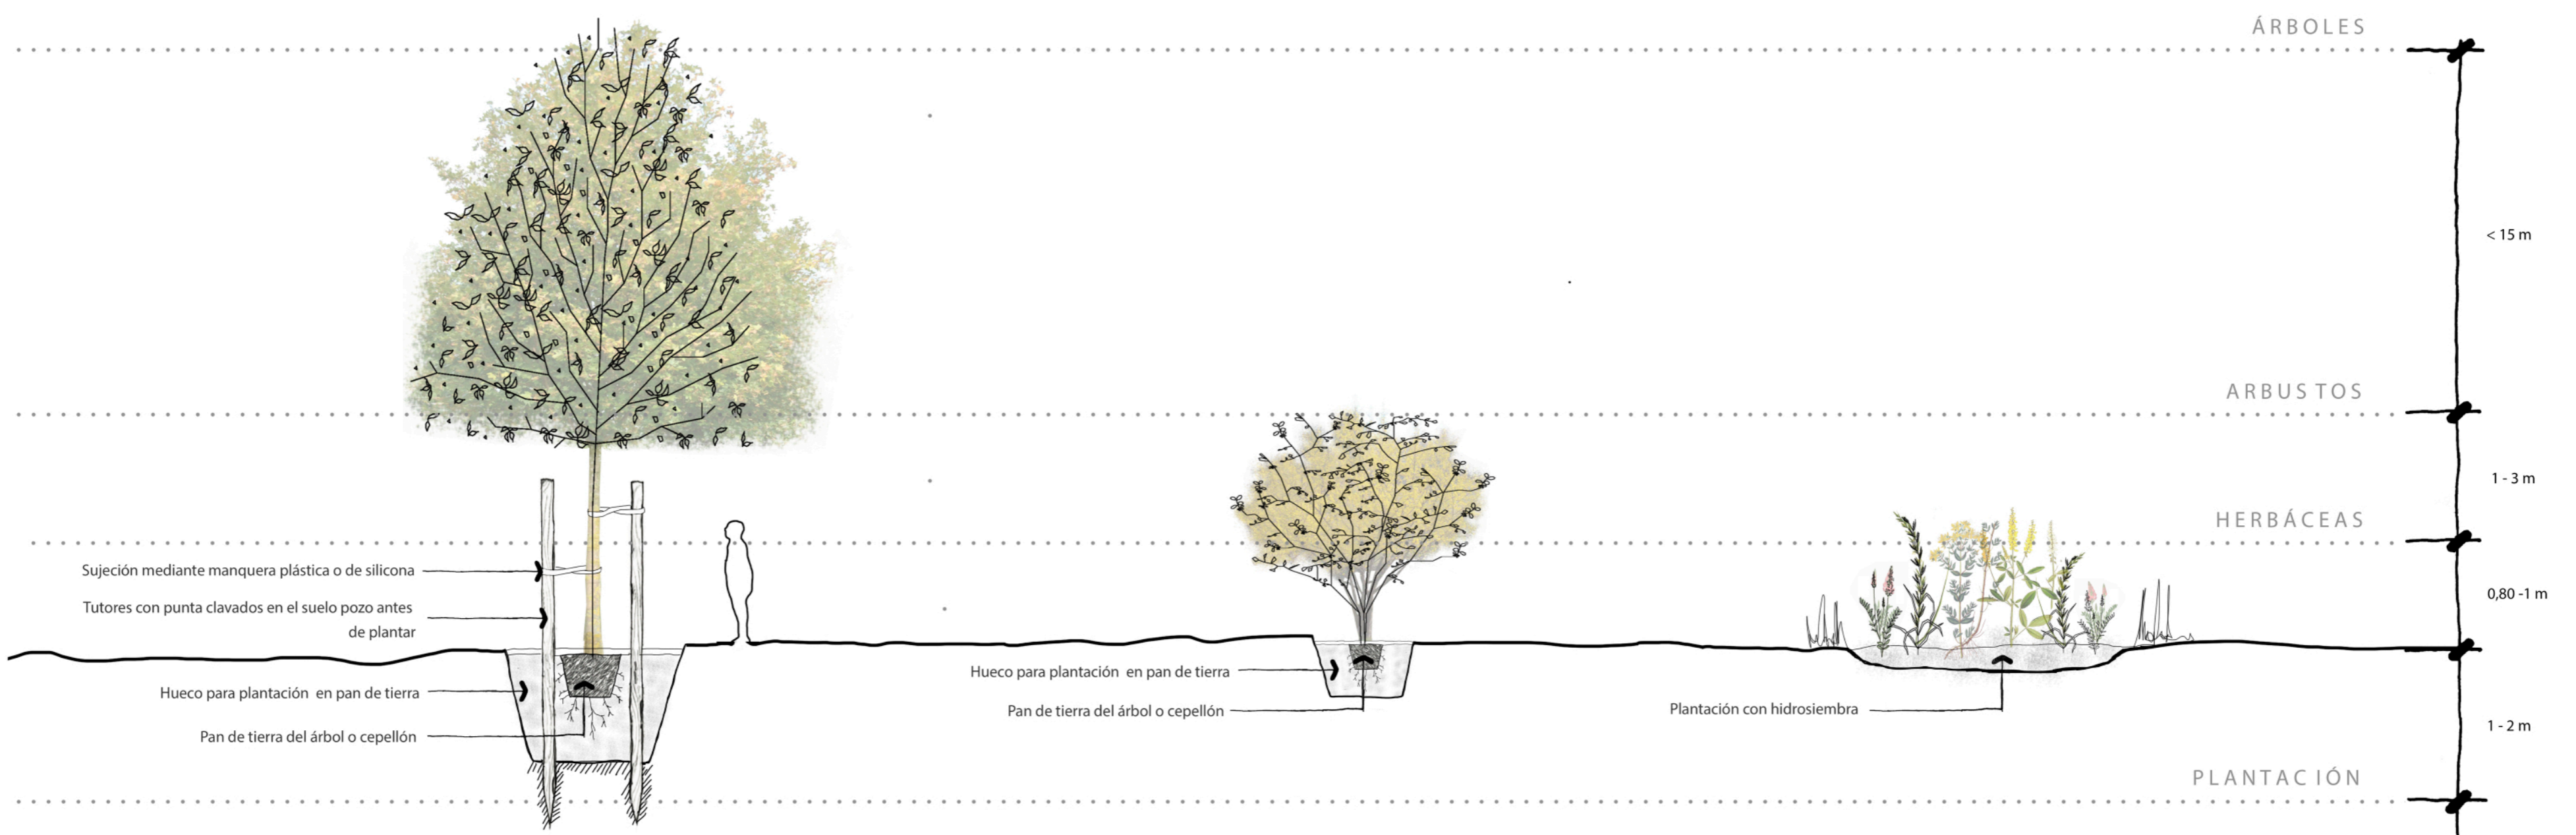 ÁRBOLES
< 15 m
ARBUSTOS
1 - 3 m
HERBÁCEAS
Sujeción mediante manquera plástica o de silicona
0,80 -1 m
Tutores con punta clavados en el suelo pozo antes
de plantar
Hueco para plantación en pan de tierra
Hueco para plantación en pan de tierra
Pan de tierra del árbol o cepellón
Plantación con hidrosiembra
Pan de tierra del árbol o cepellón
1 - 2 m
PLANTACIÓN